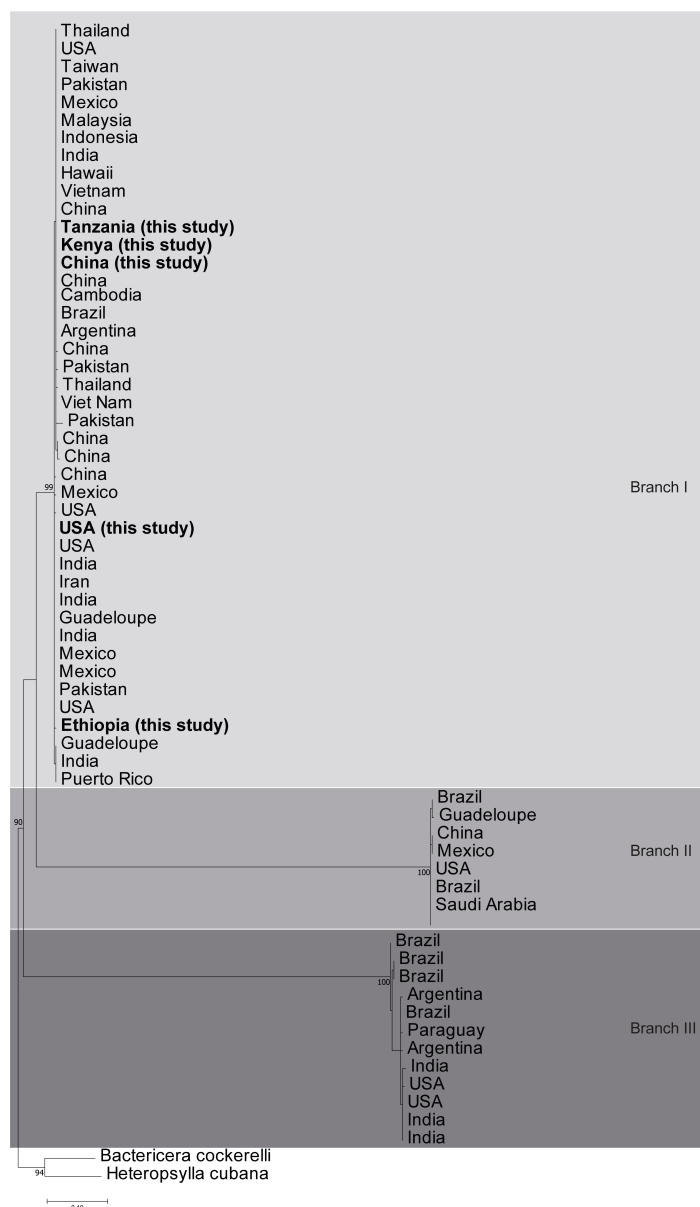 Thailand
USA
Taiwan
Pakistan
Mexico
Malaysia
Indonesia
India
Hawaii
Vietnam
China
Tanzania (this study)
Kenya (this study)
China (this study)
China
Cambodia
Brazil
Argentina
China
Pakistan
Thailand
Viet Nam
Pakistan
China
China
China
99
Mexico
Branch I
USA
USA (this study)
USA
India
Iran
India
Guadeloupe
India
Mexico
Mexico
Pakistan
USA
Ethiopia (this study)
Guadeloupe
India
Puerto Rico
Brazil
Guadeloupe
90
China
Mexico
Branch II
USA
100
Brazil
Saudi Arabia
Brazil
Brazil
Brazil
100
Argentina
Brazil
Paraguay
Branch III
Argentina
India
USA
USA
India
India
Bactericera cockerelli
Heteropsylla cubana
94